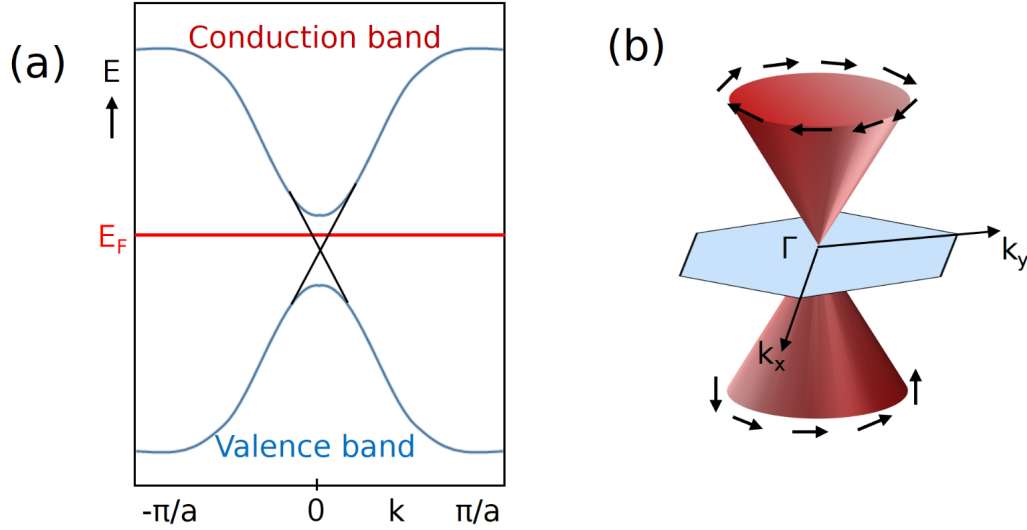 (a)
E
Conduction band
E_F
Valence band
-π/a
0
k
π/a
(b)
Γ
k_y
k_x